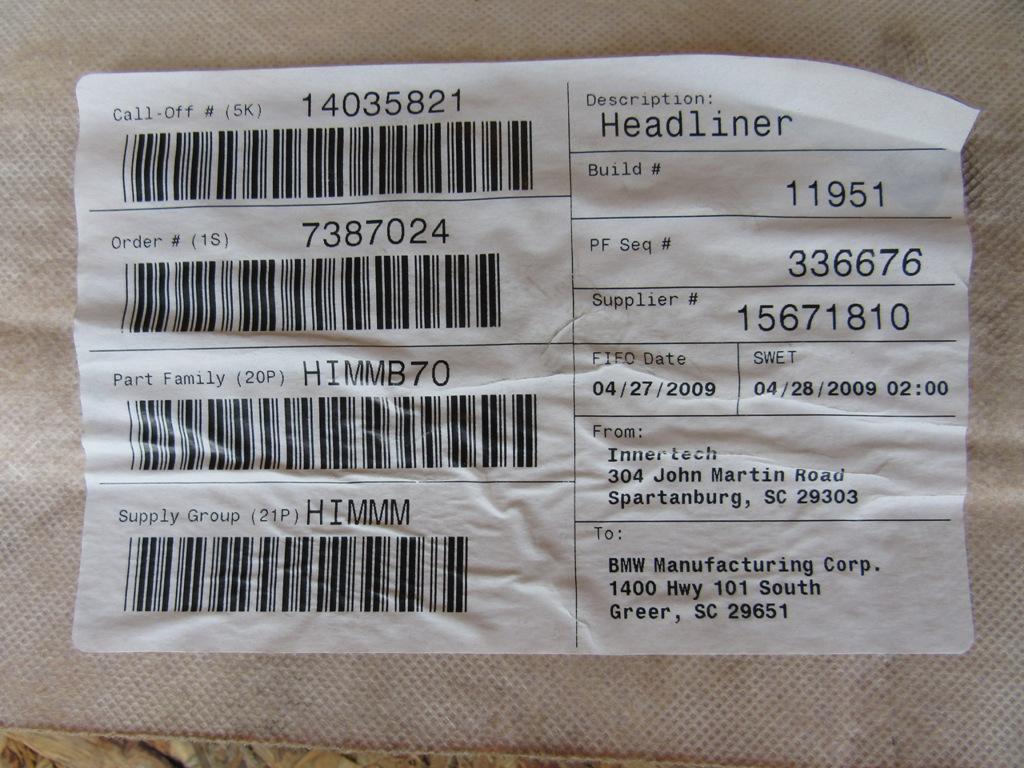 Call-Off # (5K) 14035821
Order # (1S) 7387024
Part Family (20P) HIMMB70
Supply Group (21P) HIMMM
Description:
Headliner
Build #
11951
PF Seq #
336676
Supplier #
15671810
FIFO Date
04/27/2009
SWET
04/28/2009 02:00
From:
Innertech
304 John Martin Road
Spartanburg, SC 29303
To:
BMW Manufacturing Corp.
1400 Hwy 101 South
Greer, SC 29651